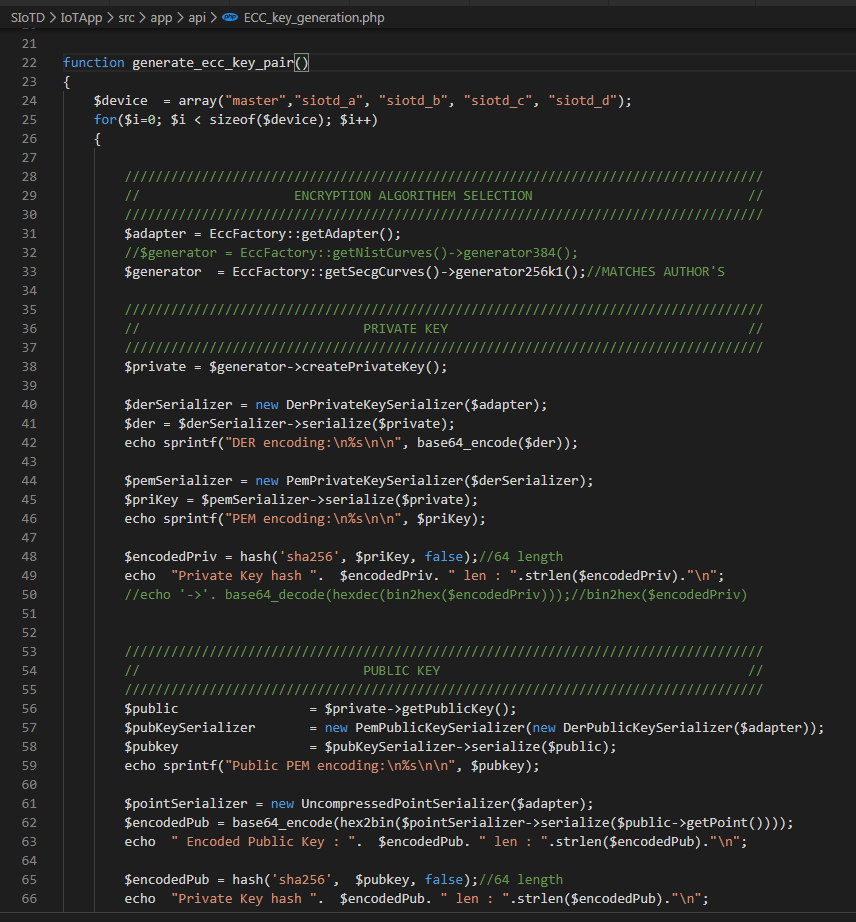 SIoTD > IoTApp > src > app > api > ECC_key_generation.php
21
22 function generate_ecc_key_pair()
23 {
24 $device  = array("master","siotd_a", "siotd_b", "siotd_c", "siotd_d");
25 for($i=0; $i < sizeof($device); $i++)
26 {
27
28 ///////////////////////////////////////////////////////////////////////////////////
29 // ENCRYPTION ALGORITHEM SELECTION //
30 ///////////////////////////////////////////////////////////////////////////////////
31 $adapter = EccFactory::getAdapter();
32 //$generator = EccFactory::getNistCurves()->generator384();
33 $generator  = EccFactory::getSecgCurves()->generator256k1();//MATCHES AUTHOR'S
34
35 ///////////////////////////////////////////////////////////////////////////////////
36 // PRIVATE KEY //
37 ///////////////////////////////////////////////////////////////////////////////////
38 $private = $generator->createPrivateKey();
39
40 $derSerializer = new DerPrivateKeySerializer($adapter);
41 $der = $derSerializer->serialize($private);
42 echo sprintf("DER encoding:\n%s\n\n", base64_encode($der));
43
44 $pemSerializer = new PemPrivateKeySerializer($derSerializer);
45 $priKey = $pemSerializer->serialize($private);
46 echo sprintf("PEM encoding:\n%s\n\n", $priKey);
47
48 $encodedPriv = hash('sha256', $priKey, false);//64 length
49 echo  "Private Key hash ".  $encodedPriv. " len : ".strlen($encodedPriv)."\n";
50 //echo '->'. base64_decode(hexdec(bin2hex($encodedPriv)));//bin2hex($encodedPriv)
51
52
53 ///////////////////////////////////////////////////////////////////////////////////
54 // PUBLIC KEY //
55 ///////////////////////////////////////////////////////////////////////////////////
56 $public = $private->getPublicKey();
57 $pubKeySerializer = new PemPublicKeySerializer(new DerPublicKeySerializer($adapter));
58 $pubkey = $pubKeySerializer->serialize($public);
59 echo sprintf("Public PEM encoding:\n%s\n\n", $pubkey);
60
61 $pointSerializer = new UncompressedPointSerializer($adapter);
62 $encodedPub = base64_encode(hex2bin($pointSerializer->serialize($public->getPoint())));
63 echo  " Encoded Public Key : ".  $encodedPub. " len : ".strlen($encodedPub)."\n";
64
65 $encodedPub = hash('sha256',  $pubkey, false);//64 length
66 echo  "Private Key hash ".  $encodedPub. " len : ".strlen($encodedPub)."\n";